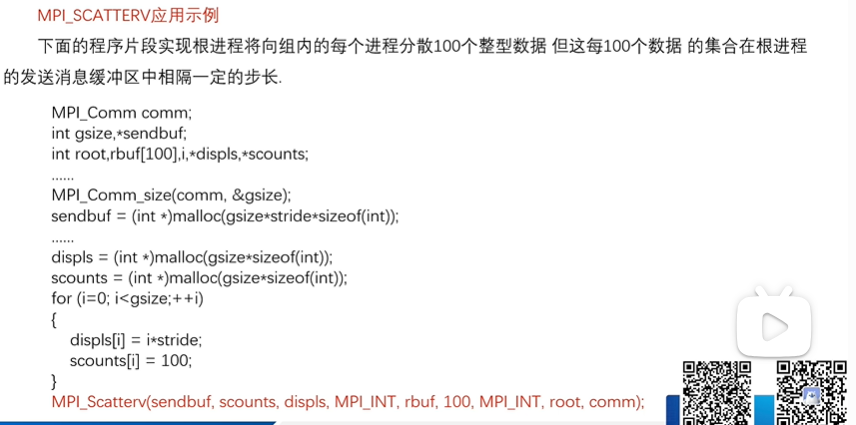 MPI_SCATTERV应用示例
下面的程序片段实现根进程将向组内的每个进程分散100个整型数据 但这每100个数据 的集合在根进程
的发送消息缓冲区中相隔一定的步长.
MPI_Comm comm;
int gsize,*sendbuf;
int root,rbuf[100],i,*displs,*scounts;
......
MPI_Comm_size(comm, &gsize);
sendbuf = (int *)malloc(gsize*stride*sizeof(int));
......
displs = (int *)malloc(gsize*sizeof(int));
scounts = (int *)malloc(gsize*sizeof(int));
for (i=0; i<gsize;++i)
{
displs[i] = i*stride;
scounts[i] = 100;
}
MPI_Scatterv(sendbuf, scounts, displs, MPI_INT, rbuf, 100, MPI_INT, root, comm);